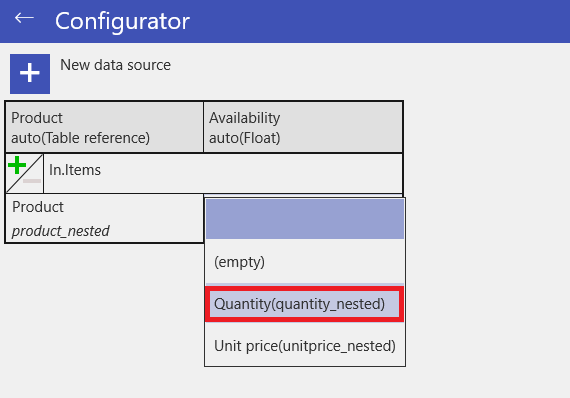 Configurator
New data source
Product
auto(Table reference)
Availability
auto(Float)
In.Items
Product
product_nested
(empty)
Quantity(quantity_nested)
Unit price(unitprice_nested)